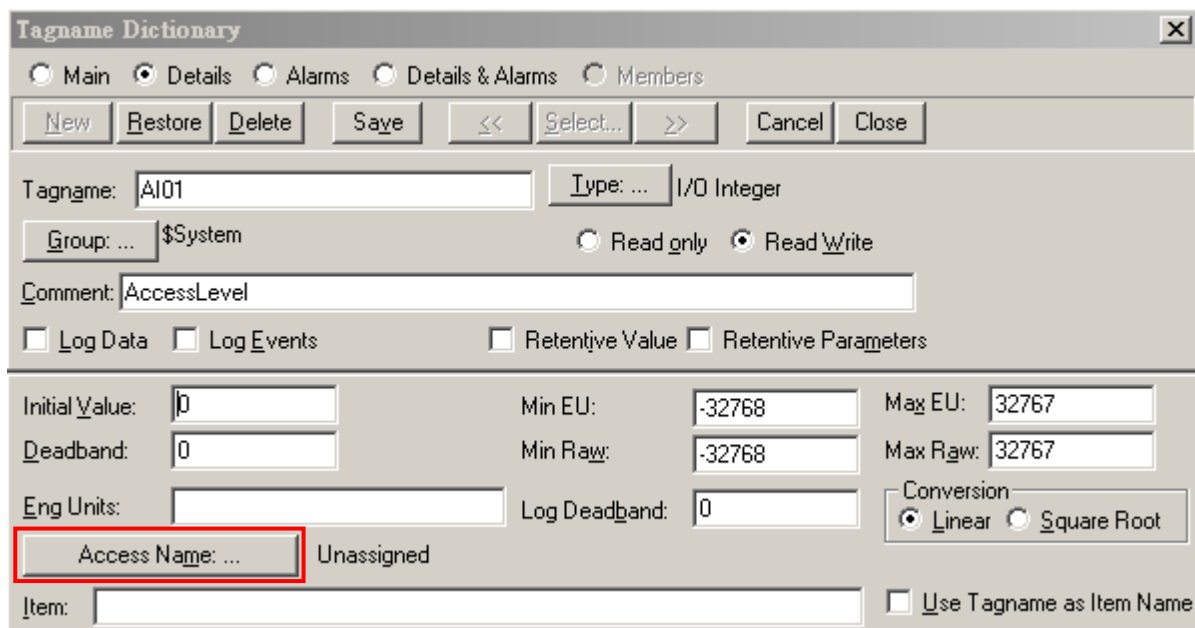 Tagname Dictionary
Main Details Alarms Details & Alarms Members
New Restore Delete Save << Select... >> Cancel Close
Tagname: AI01 Type: ... I/O Integer
Group: ... $System Read only Read Write
Comment: AccessLevel
Log Data Log Events Retentive Value Retentive Parameters
Initial Value: 0 Min EU: -32768 Max EU: 32767
Deadband: 0 Min Raw: -32768 Max Raw: 32767
Eng Units: Log Deadband: 0 Conversion
Linear Square Root
Access Name: ... Unassigned
Item: Use Tagname as Item Name